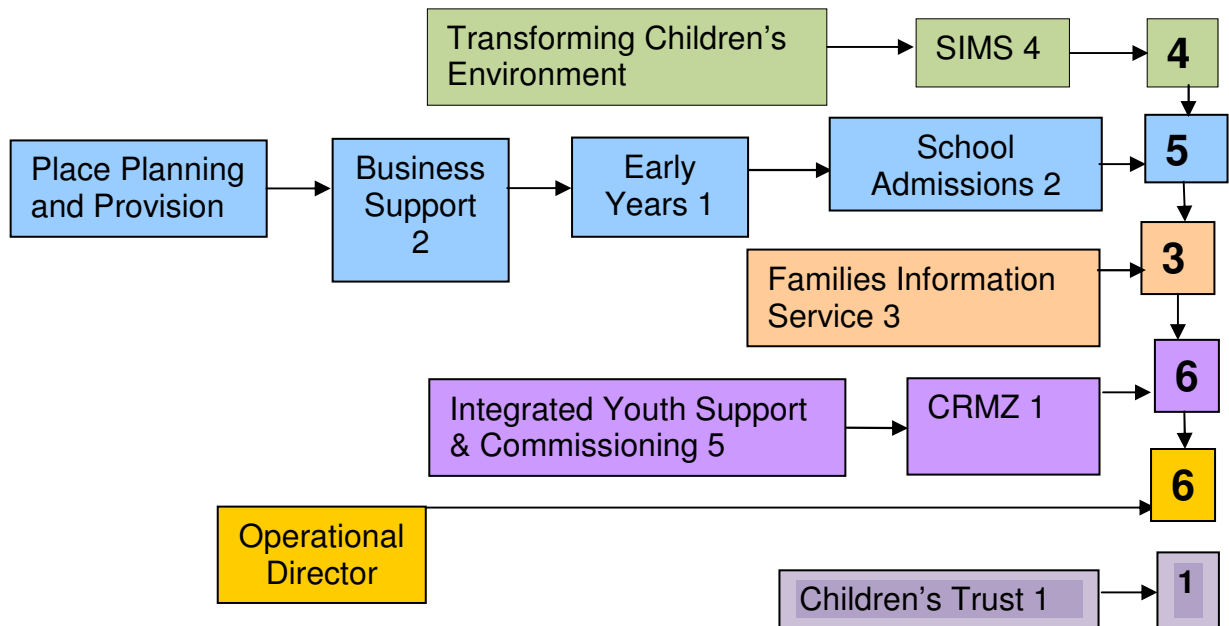 Transforming Children's
Environment
SIMS 4
4
Place Planning
and Provision
Business
Support
2
Early
Years 1
School
Admissions 2
5
Families Information
Service 3
3
Integrated Youth Support
& Commissioning 5
CRMZ 1
6
Operational
Director
6
Children's Trust 1
1